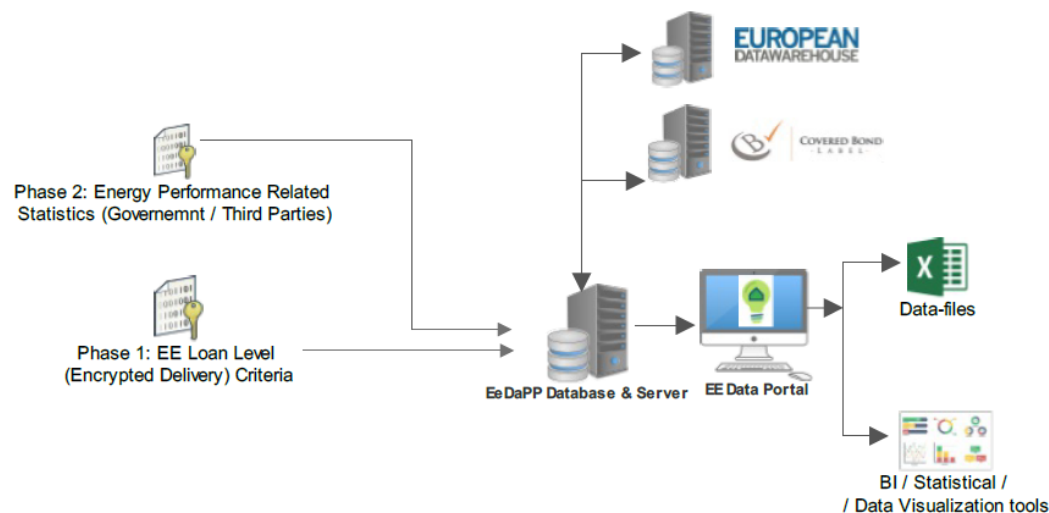 EUROPEAN
DATAWAREHOUSE
COVERED BOND
- L A B E L -
Phase 2: Energy Performance Related
Statistics (Governemnt / Third Parties)
Phase 1: EE Loan Level
(Encrypted Delivery) Criteria
EeDaPP Database & Server
EE Data Portal
Data-files
BI / Statistical /
/ Data Visualization tools